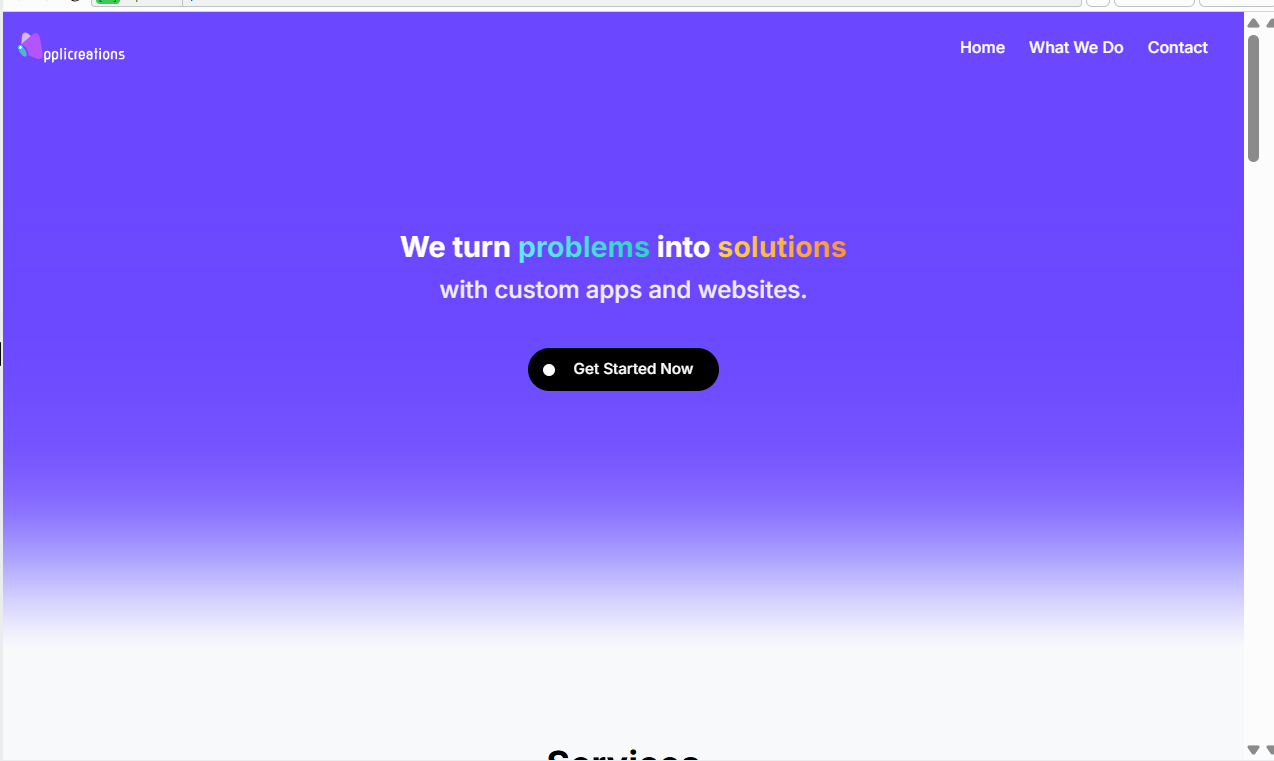 pplicreations
Home What We Do Contact
We turn problems into solutions
with custom apps and websites.
Get Started Now
Services